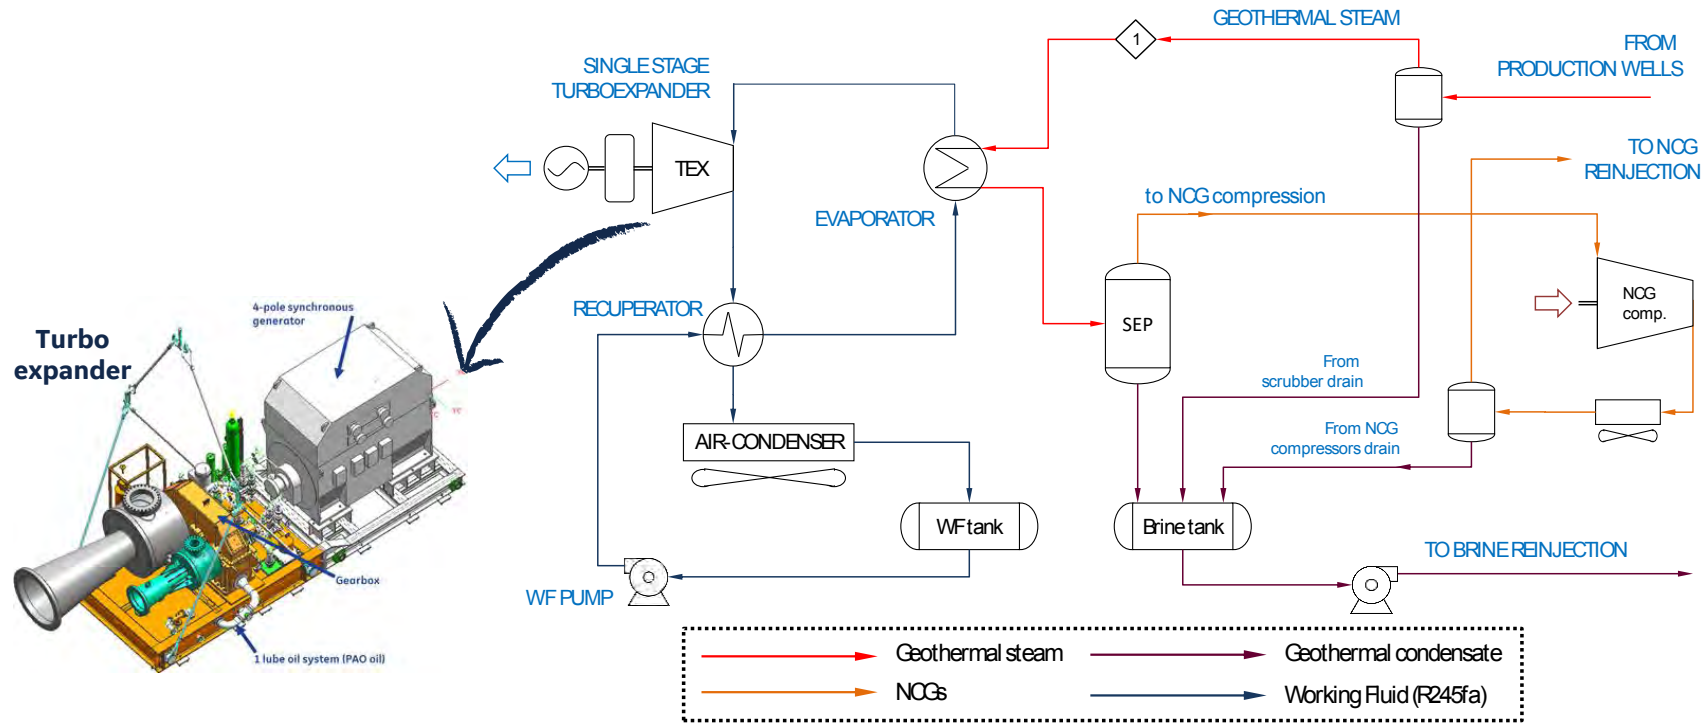 GEOTHERMAL STEAM
1
FROM
PRODUCTION WELLS
SINGLE STAGE
TURBOEXPANDER
TEX
TO NCG
REINJECTION
to NCG compression
EVAPORATOR
RECUPERATOR
SEP
NCG
comp.
4-pole synchronous
generator
Turbo
expander
From
scrubber drain
From NCG
compressors drain
AIR-CONDENSER
WF tank
Brine tank
TO BRINE REINJECTION
WF PUMP
Gearbox
1 lube oil system (PAO oil)
Geothermal steam
Geothermal condensate
NCGs
Working Fluid (R245fa)